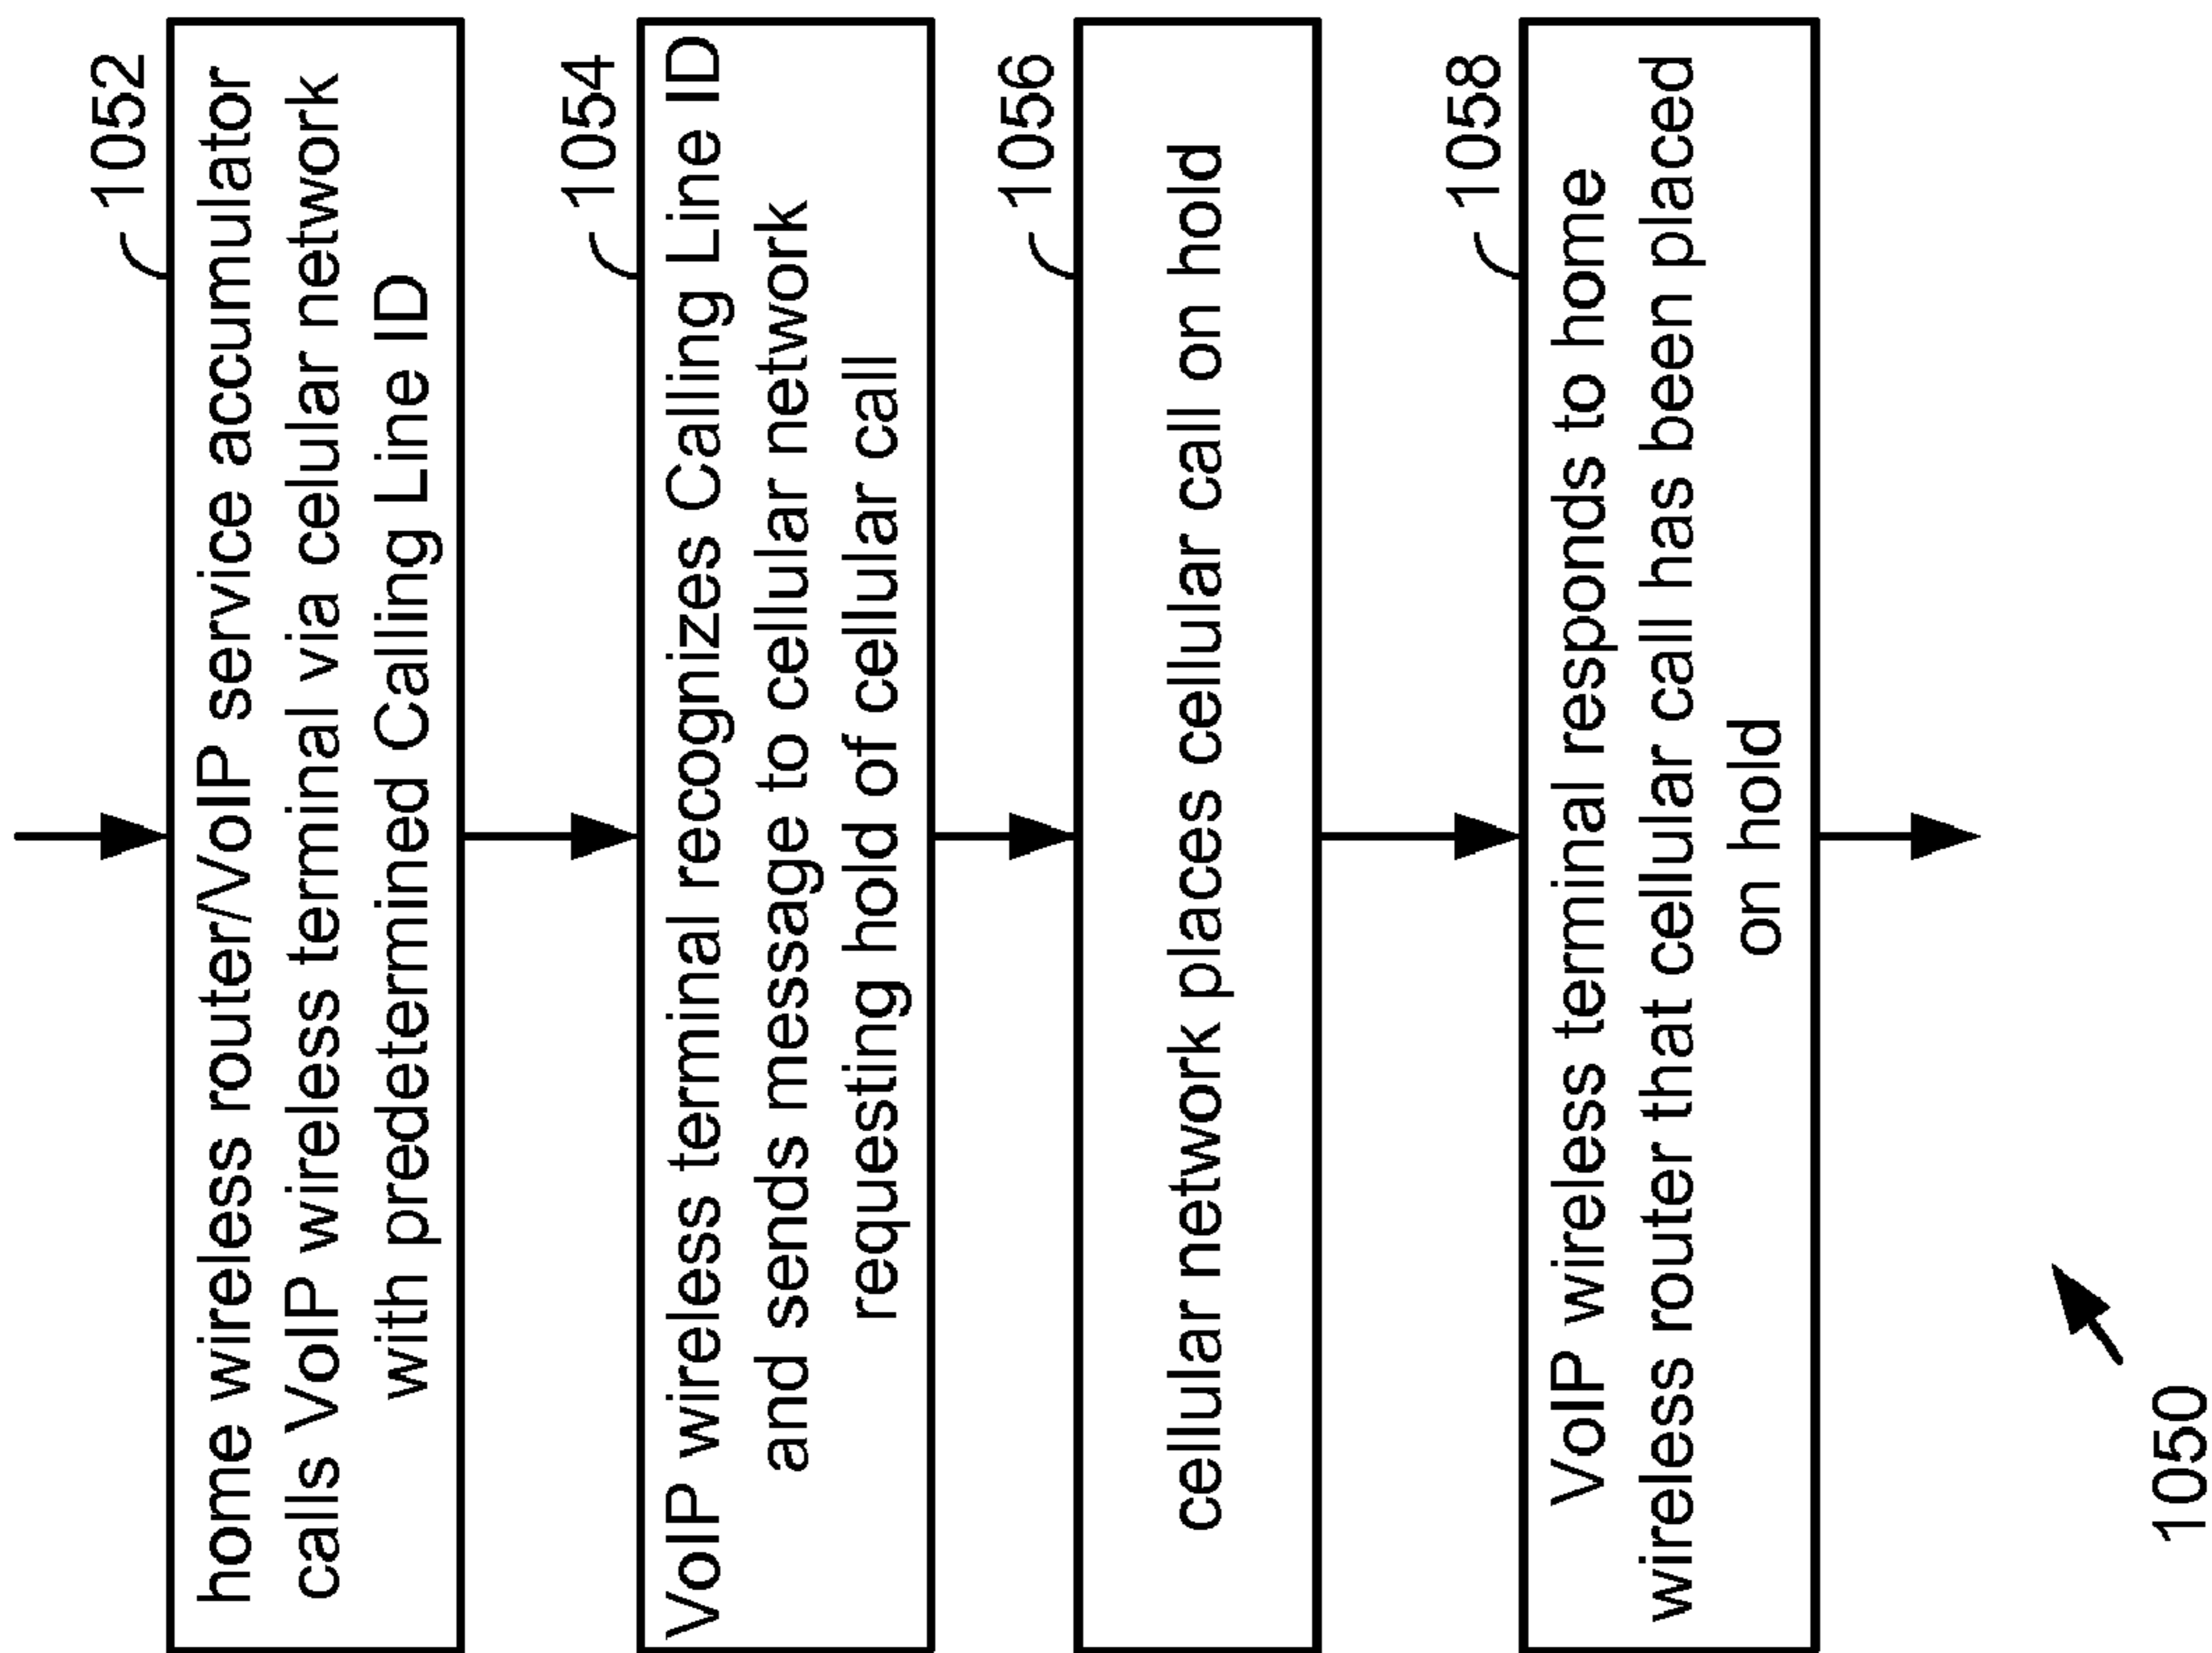 1052
home wireless router/VoIP service accumulator
calls VoIP wireless terminal via celular network
with predetermined Calling Line ID
1054
VoIP wireless terminal recognizes Calling Line ID
and sends message to cellular network
requesting hold of cellular call
1056
cellular network places cellular call on hold
1058
VoIP wireless terminal responds to home
wireless router that cellular call has been placed
on hold
1050